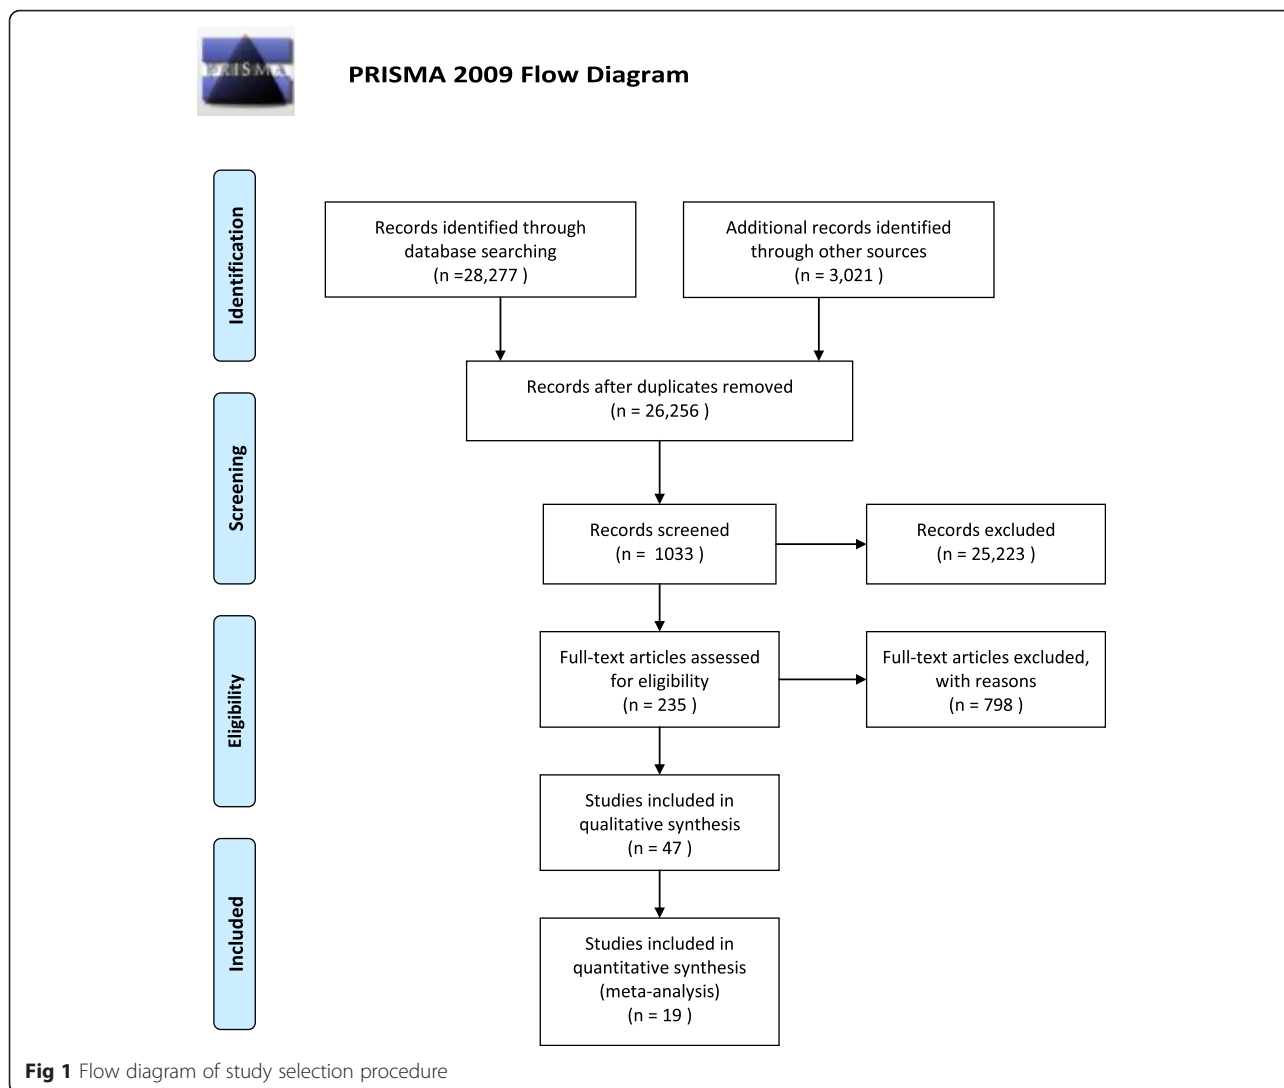 PRISMA
PRISMA 2009 Flow Diagram
Identification
Records identified through
database searching
(n =28,277 )
Additional records identified
through other sources
(n = 3,021 )
Records after duplicates removed
(n = 26,256 )
Screening
Records screened
(n = 1033 )
Records excluded
(n = 25,223 )
Eligibility
Full-text articles assessed
for eligibility
(n = 235 )
Full-text articles excluded,
with reasons
(n = 798 )
Studies included in
qualitative synthesis
(n = 47 )
Included
Studies included in
quantitative synthesis
(meta-analysis)
(n = 19 )
Fig 1 Flow diagram of study selection procedure